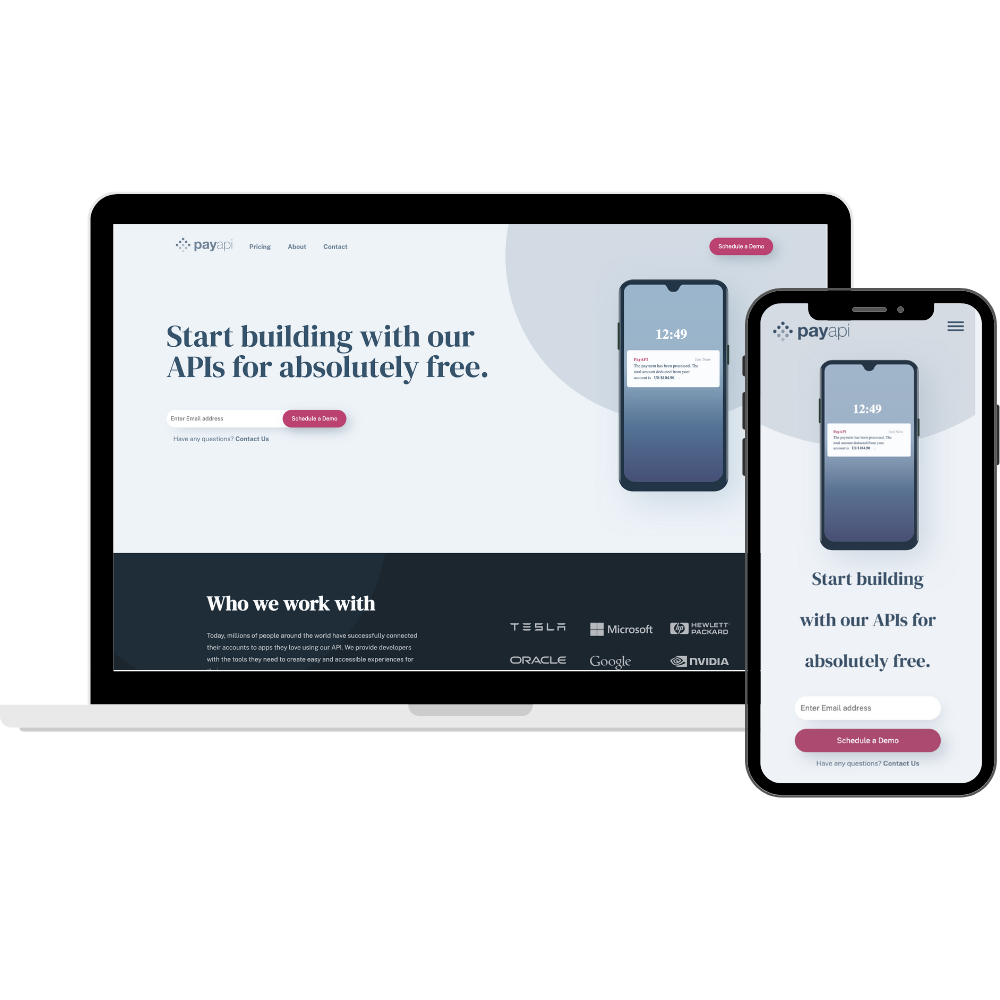 payapi
Pricing
About
Contact
Schedule a Demo
Start building with our
APIs for absolutely free.
Enter Email address
Schedule a Demo
Have any questions? Contact Us
12:49
PayAPI
The payment has been processed. The
total amount deducted from your
account is
Who we work with
Today, millions of people around the world have successfully connected
their accounts to apps they love using our API. We provide developers
with the tools they need to create easy and accessible experiences for
TESLA
Microsoft
hp HEWLETT
PACKARD
ORACLE
Google
NVIDIA
payapi
12:49
PayAPI
The payment has been processed. The
total amount deducted from your
account is
Start building
with our APIs for
absolutely free.
Enter Email address
Schedule a Demo
Have any questions? Contact Us